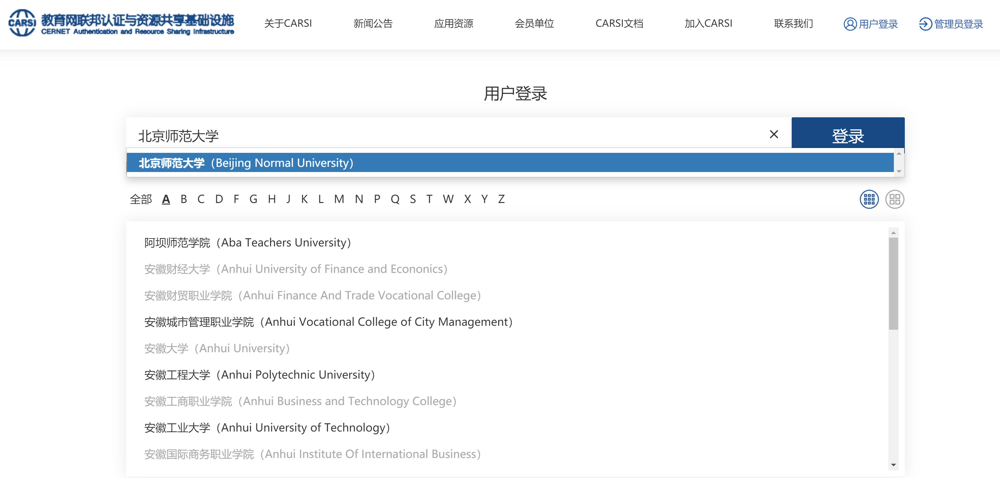 CARSI 教育网联邦认证与资源共享基础设施
CERNET Authentication and Resource Sharing Infrastructure
关于CARSI 新闻公告 应用资源 会员单位 CARSI文档 加入CARSI 联系我们 用户登录 管理员登录
用户登录
北京师范大学 × 登录
北京师范大学（Beijing Normal University）
全部 A B C D F G H J K L M N P Q S T W X Y Z
阿坝师范学院（Aba Teachers University）
安徽财经大学（Anhui University of Finance and Econonics）
安徽财贸职业学院（Anhui Finance And Trade Vocational College）
安徽城市管理职业学院（Anhui Vocational College of City Management）
安徽大学（Anhui University）
安徽工程大学（Anhui Polytechnic University）
安徽工商职业学院（Anhui Business and Technology College）
安徽工业大学（Anhui University of Technology）
安徽国际商务职业学院（Anhui Institute Of International Business）